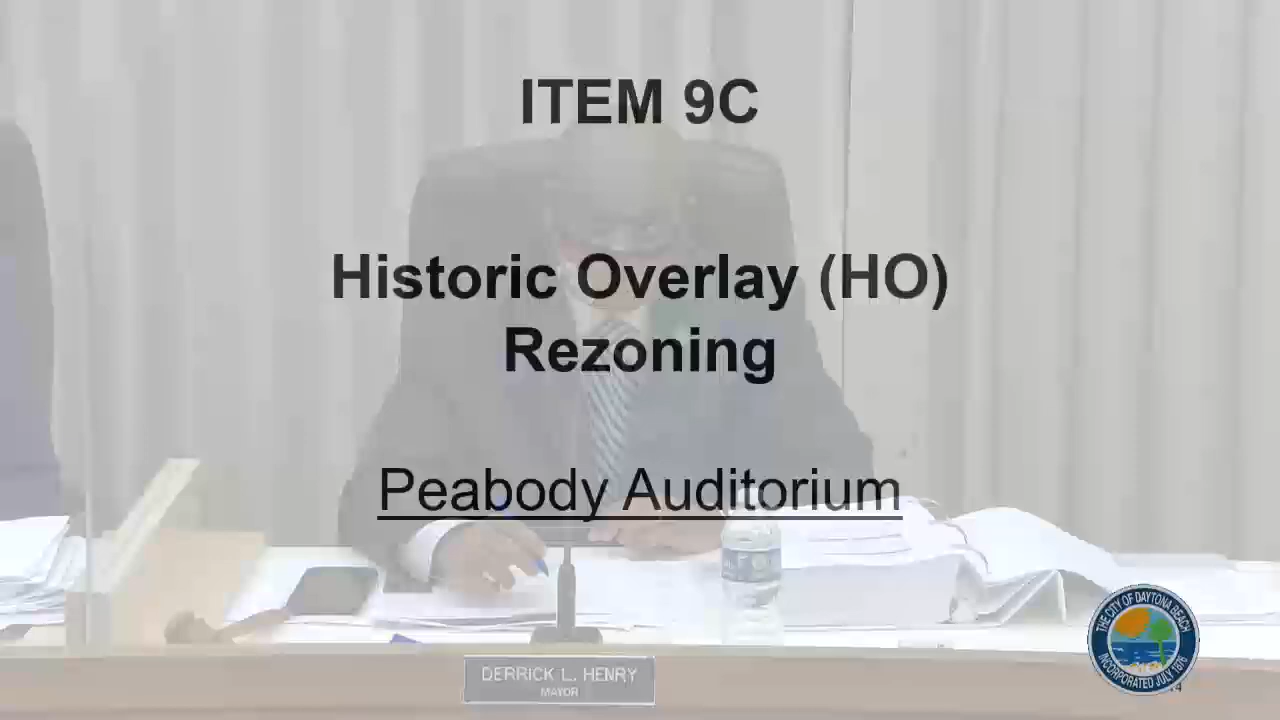 ITEM 9C
Historic Overlay (HO)
Rezoning
Peabody Auditorium
DERRICK L. HENRY
MAYOR
THE CITY OF DAYTONA BEACH
INCORPORATED JULY 1876